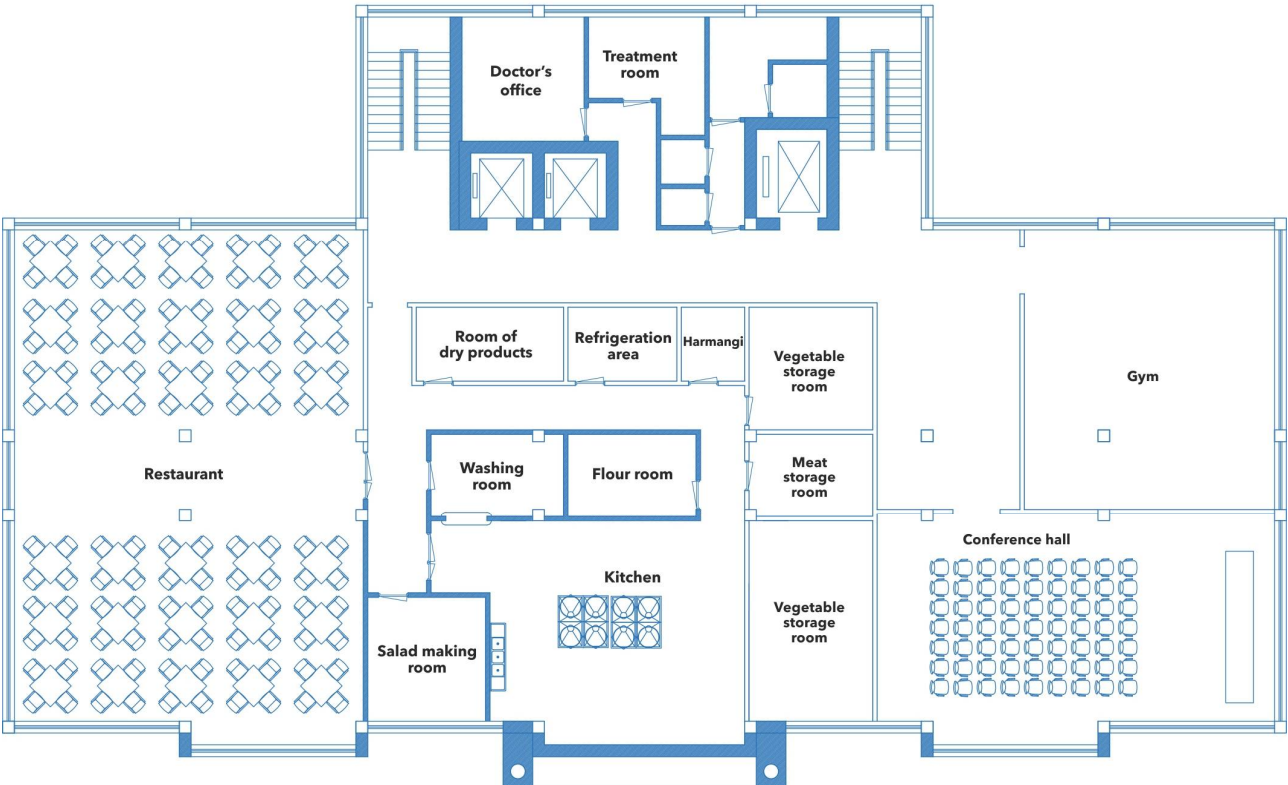 Doctor's
office
Treatment
room
Room of
dry products
Refrigeration
area
Harmangi
Vegetable
storage
room
Gym
Restaurant
Washing
room
Flour room
Meat
storage
room
Conference hall
Kitchen
Vegetable
storage
room
Salad making
room